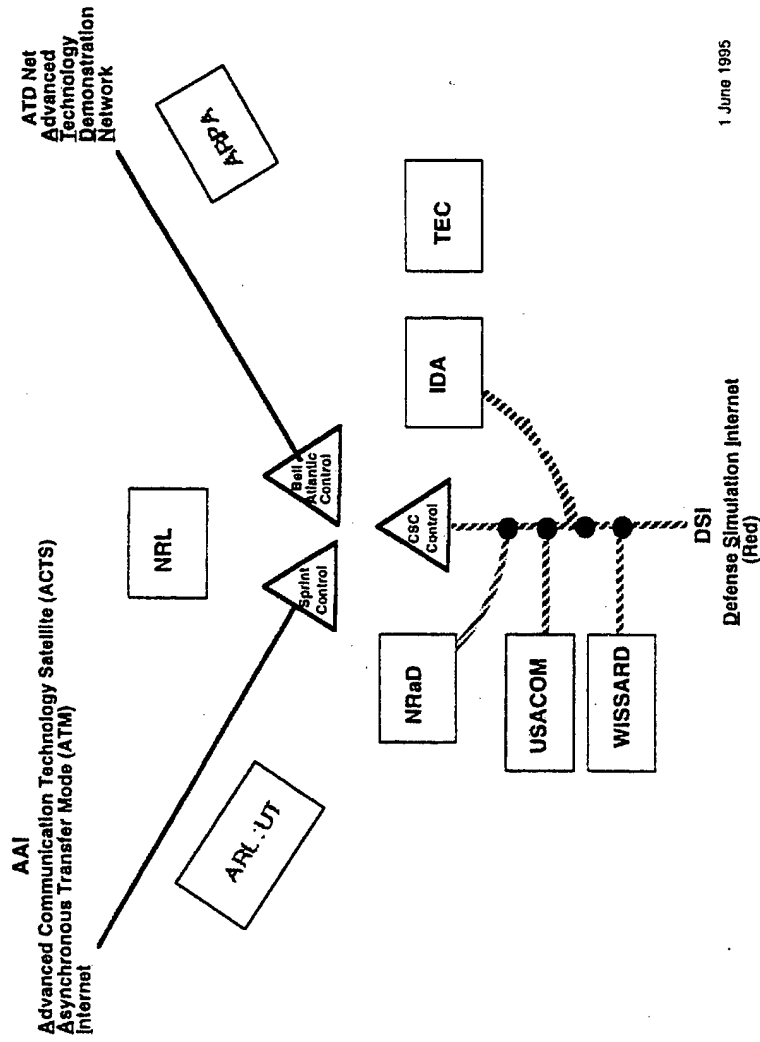 AAI
Advanced Communication Technology Satellite (ACTS)
Asynchronous Transfer Mode (ATM)
Internet
ATD Net
Advanced
Technology
Demonstration
Network
NRL
ARPA
ARL:UT
Sprint
Control
Bell
Atlantic
Control
CSC
Control
NRaD
IDA
TEC
USACOM
WISSARD
DSI
Defense Simulation Internet
(Red)
1 June 1995